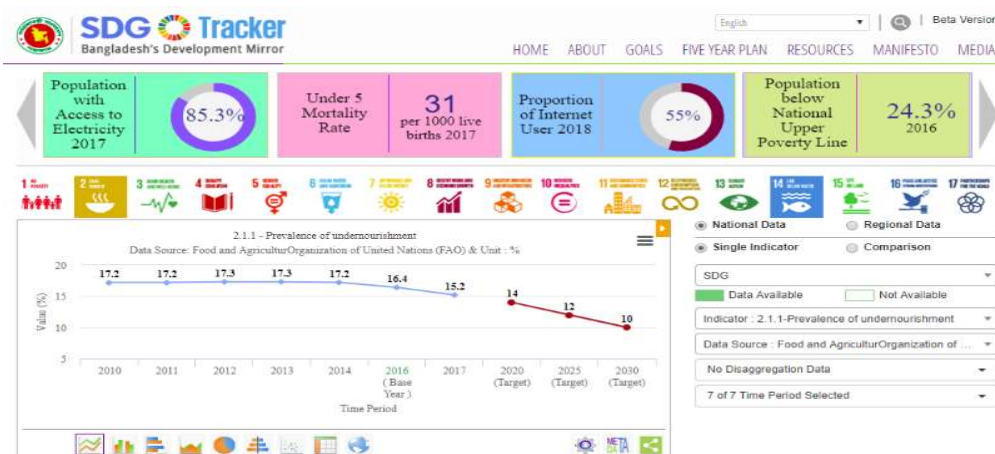 SDG Tracker
Bangladesh's Development Mirror
English
Beta Version
HOME ABOUT GOALS FIVE YEAR PLAN RESOURCES MANIFESTO MEDIA
Population with Access to Electricity 2017
85.3%
Under 5 Mortality Rate
31
per 1000 live births 2017
Proportion of Internet User 2018
55%
Population below National Upper Poverty Line
24.3%
2016
1
2
3
4
5
6
7
8
9
10
11
12
13
14
15
16
17
2.1.1 - Prevalence of undernourishment
Data Source: Food and AgriculturOrganization of United Nations (FAO) & Unit : %
Value (%)
20
15
10
5
17.2 17.2 17.3 17.3 17.2 16.4 15.2 14 12 10
2010 2011 2012 2013 2014 2016 2017 2020 2025 2030
( Base (Target) (Target) (Target)
Year )
Time Period
META
DATA
National Data Regional Data
Single Indicator Comparison
SDG
Data Available Not Available
Indicator : 2.1.1-Prevalence of undernourishment
Data Source : Food and AgriculturOrganization of ...
No Disaggregation Data
7 of 7 Time Period Selected